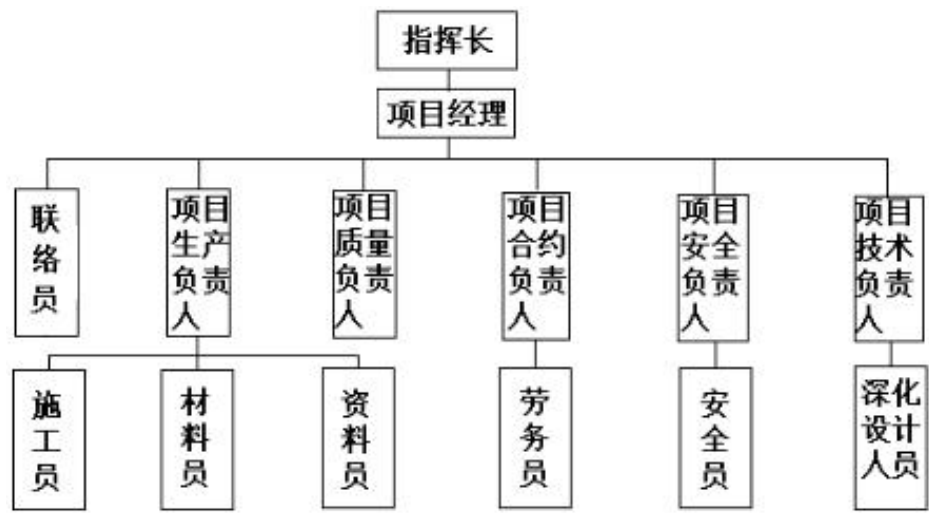 指挥长
项目经理
联
络
员
项目
生产
负责
人
项目
质量
负责
人
项目
合约
负责
人
项目
安全
负责
人
项目
技术
负责
人
施
工
员
材
料
员
资
料
员
劳
务
员
安
全
员
深化
设计
人员